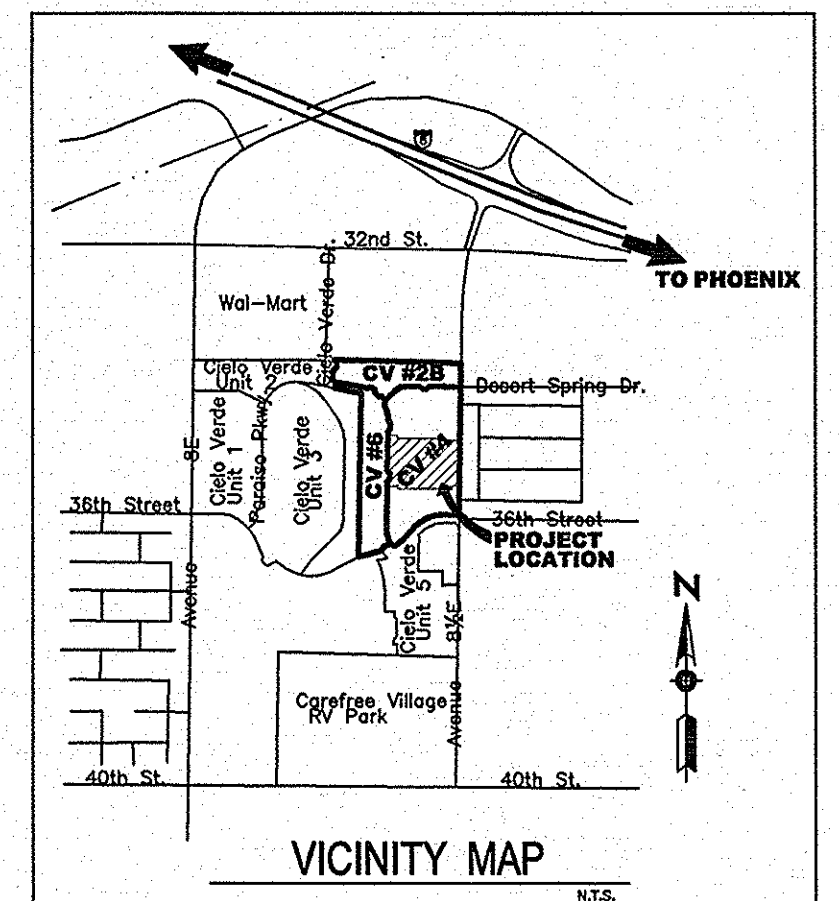 8
32nd St.
TO PHOENIX
Wal-Mart
Cielo Verde Dr.
Cielo Verde
Unit 2
CV #2B
Desert Spring Dr.
8E
Cielo Verde
Unit 1
Paraiso Pkwy.
Cielo Verde
Unit 3
CV #6
CV #4
36th Street
36th Street
PROJECT
LOCATION
Avenue
Cielo Verde
Unit 5
8½E
N
Carefree Village
RV Park
Avenue
40th St.
40th St.
VICINITY MAP
N.T.S.